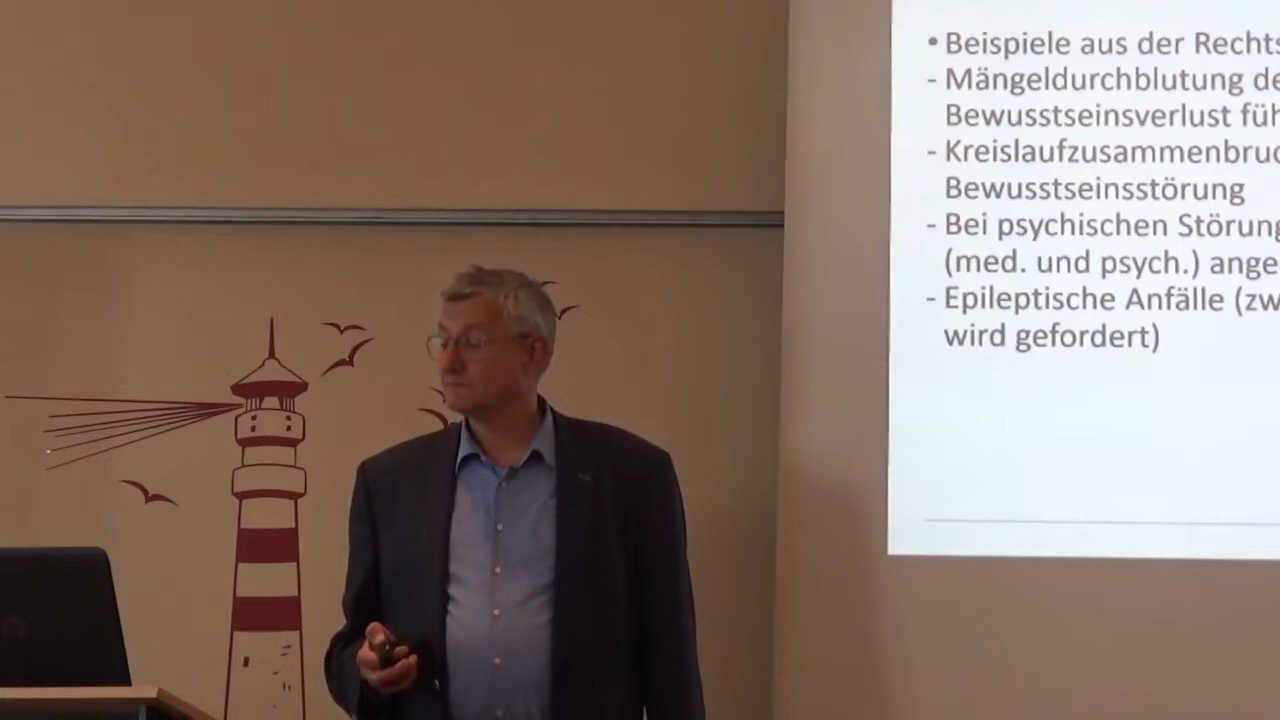 • Beispiele aus der Rechts
- Mängeldurchblutung de
Bewusstseinsverlust füh
- Kreislaufzusammenbruc
Bewusstseinsstörung
- Bei psychischen Störung
(med. und psych.) ange
- Epileptische Anfälle (zw
wird gefordert)